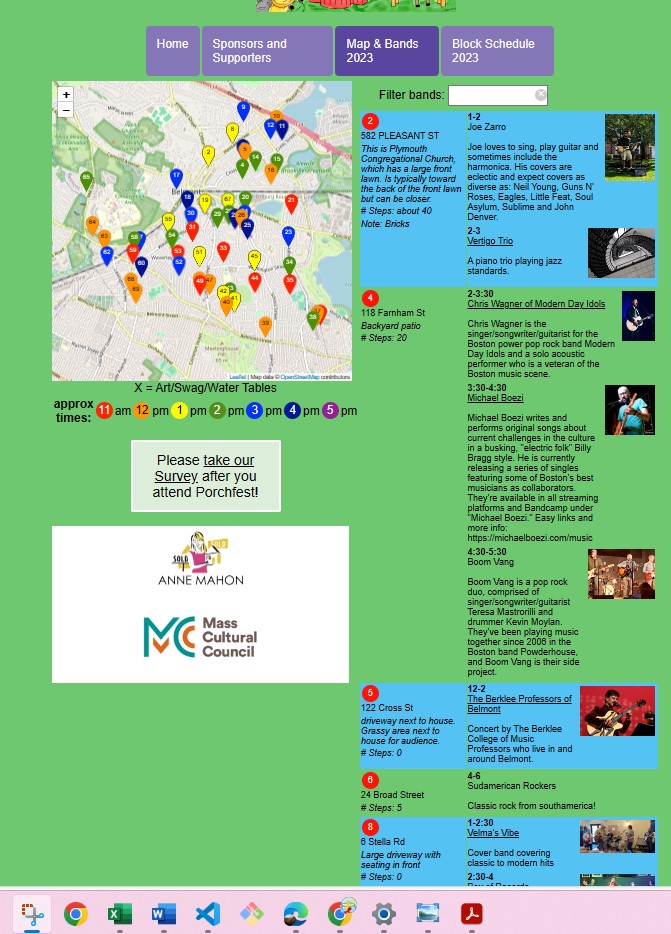 Home
Sponsors and
Supporters
Map & Bands
2023
Block Schedule
2023
Filter bands:
+
−
Belmont
Leaflet | Map data © OpenStreetMap contributors
X = Art/Swag/Water Tables
approx
times: 11 am 12 pm 1 pm 2 pm 3 pm 4 pm 5 pm
Please take our
Survey after you
attend Porchfest!
SOLD
ANNE MAHON
MC Mass
Cultural
Council
2
582 PLEASANT ST
This is Plymouth
Congregational Church,
which has a large front
lawn. Is typically toward
the back of the front lawn
but can be closer.
# Steps: about 40
Note: Bricks
1-2
Joe Zarro
Joe loves to sing, play guitar and
sometimes include the
harmonica. His covers are
eclectic and expect covers as
diverse as: Neil Young, Guns N'
Roses, Eagles, Little Feat, Soul
Asylum, Sublime and John
Denver.
2-3
Vertigo Trio
A piano trio playing jazz
standards.
4
118 Farnham St
Backyard patio
# Steps: 20
2-3:30
Chris Wagner of Modern Day Idols
Chris Wagner is the
singer/songwriter/guitarist for the
Boston power pop rock band Modern
Day Idols and a solo acoustic
performer who is a veteran of the
Boston music scene.
3:30-4:30
Michael Boezi
Michael Boezi writes and
performs original songs about
current challenges in the culture
in a busking, "electric folk" Billy
Bragg style. He is currently
releasing a series of singles
featuring some of Boston's best
musicians as collaborators.
They're available in all streaming
platforms and Bandcamp under
"Michael Boezi." Easy links and
more info:
https://michaelboezi.com/music
4:30-5:30
Boom Vang
Boom Vang is a pop rock
duo, comprised of
singer/songwriter/guitarist
Teresa Mastrorilli and
drummer Kevin Moylan.
They've been playing music
together since 2006 in the
Boston band Powderhouse,
and Boom Vang is their side
project.
5
122 Cross St
driveway next to house.
Grassy area next to
house for audience.
# Steps: 0
12-2
The Berklee Professors of
Belmont
Concert by The Berklee
College of Music
Professors who live in and
around Belmont.
6
24 Broad Street
# Steps: 5
4-6
Sudamerican Rockers
Classic rock from southamerica!
8
6 Stella Rd
Large driveway with
seating in front
# Steps: 0
1-2:30
Velma's Vibe
Cover band covering
classic to modern hits
2:30-4